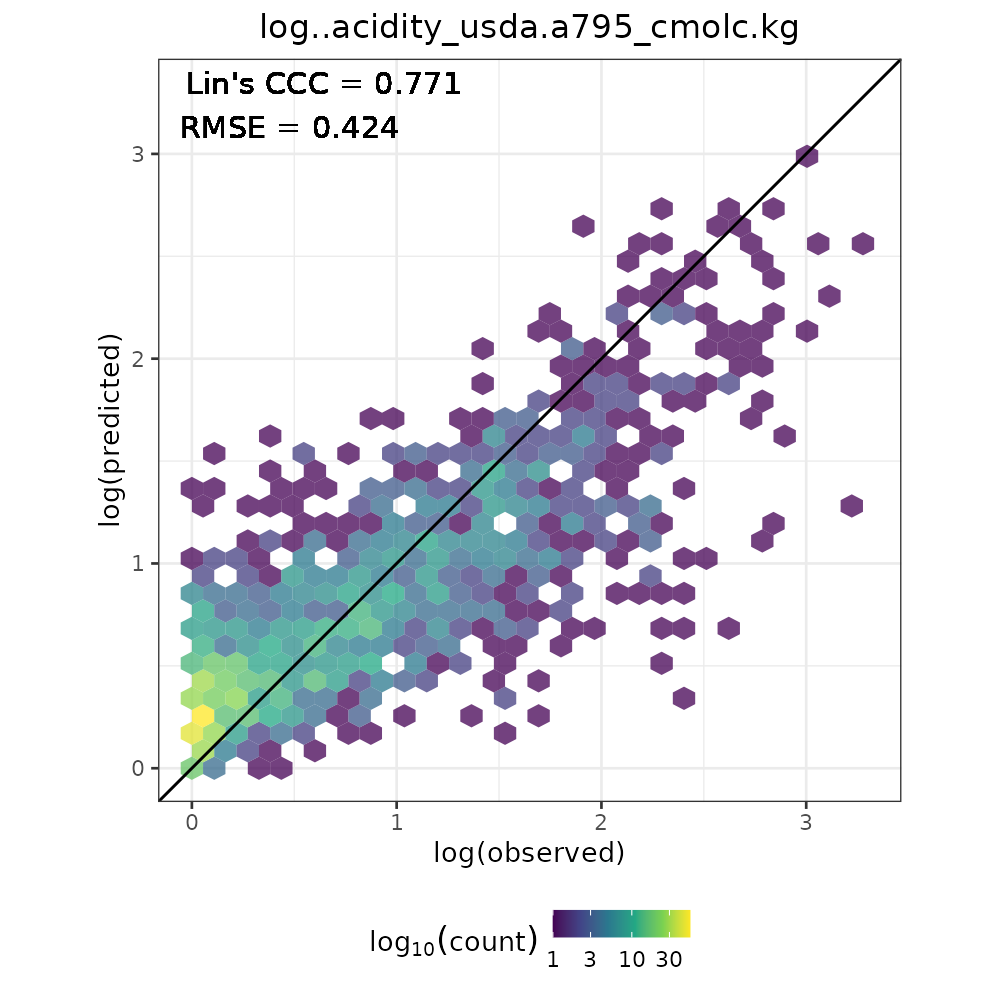 log..acidity_usda.a795_cmolc.kg
Lin's CCC = 0.771
RMSE = 0.424
log(predicted)
3
2
1
0
0 1 2 3
log(observed)
log10(count)
1 3 10 30